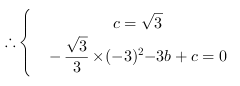 ∴ { c = √3
-√3/3 ×(-3)²-3b + c = 0